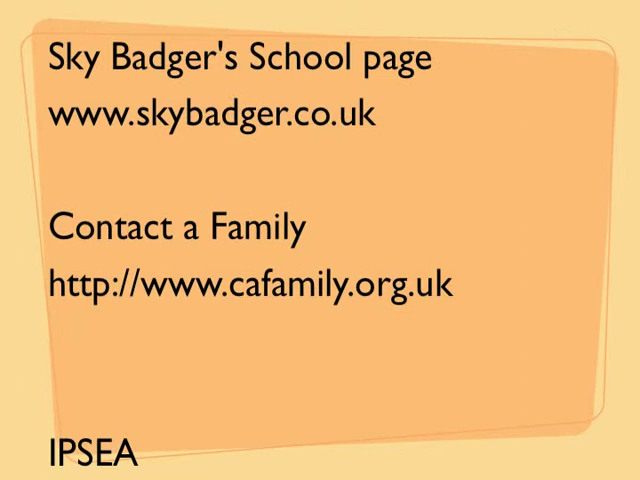 Sky Badger's School page
www.skybadger.co.uk
Contact a Family
http://www.cafamily.org.uk
IPSEA